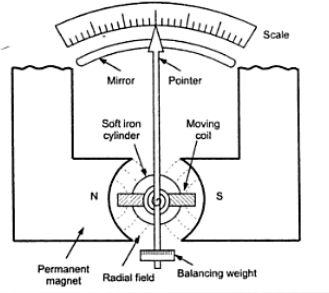 Scale
Mirror
Pointer
Soft iron
cylinder
Moving
coil
N
S
Permanent
magnet
Radial field
Balancing weight